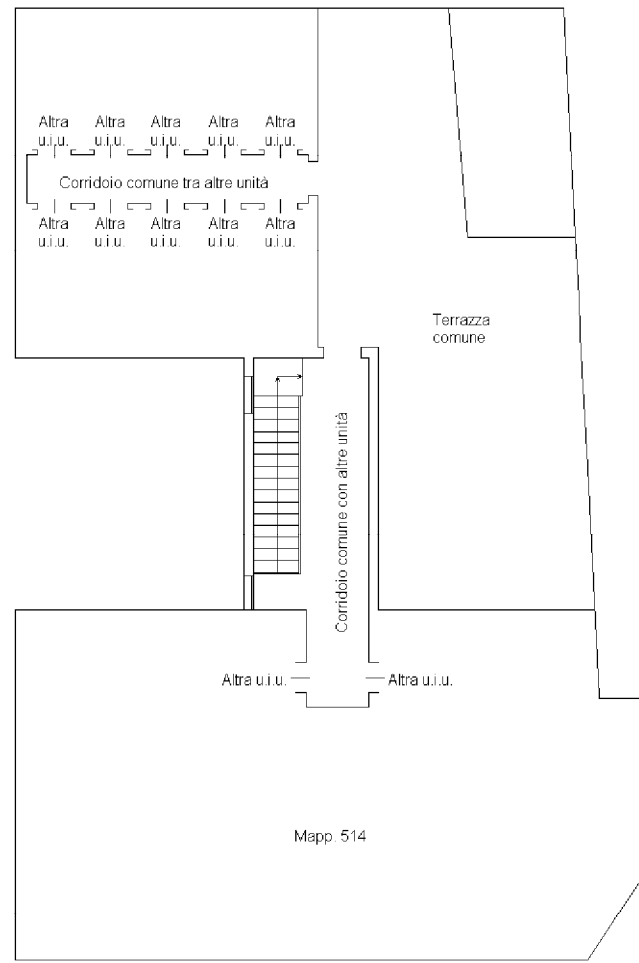 Altra Altra Altra Altra Altra
u.i.u. u.i.u. u.i.u. u.i.u. u.i.u.
Corridoio comune tra altre unità
Altra Altra Altra Altra Altra
u.i.u. u.i.u. u.i.u. u.i.u. u.i.u.
Terrazza
comune
Corridoio comune con altre unità
Altra u.i.u. Altra u.i.u.
Mapp. 514